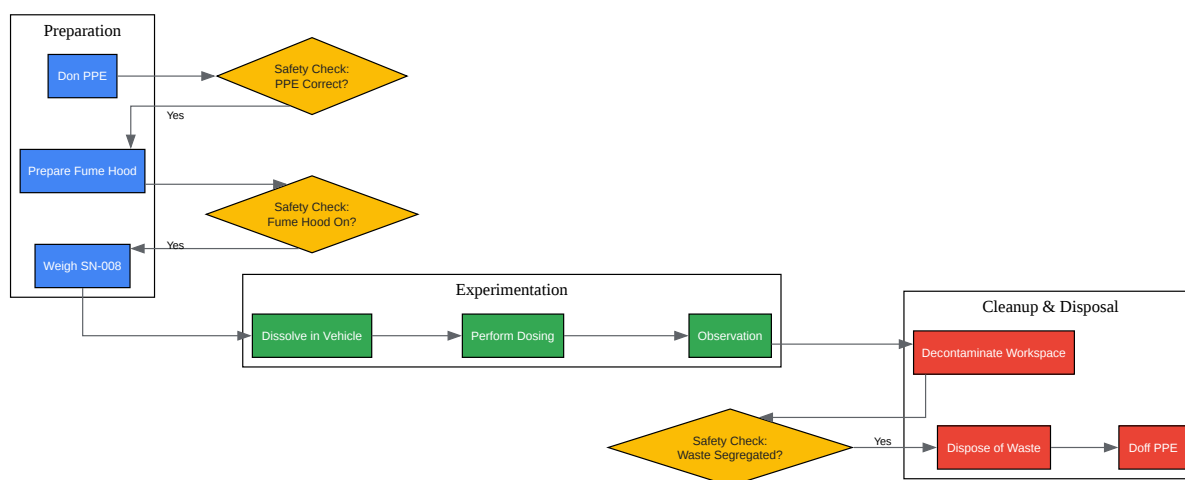 Preparation
Don PPE
Safety Check:
PPE Correct?
Yes
Prepare Fume Hood
Safety Check:
Fume Hood On?
Yes
Weigh SN-008
Experimentation
Dissolve in Vehicle
Perform Dosing
Observation
Cleanup & Disposal
Decontaminate Workspace
Safety Check:
Waste Segregated?
Yes
Dispose of Waste
Doff PPE